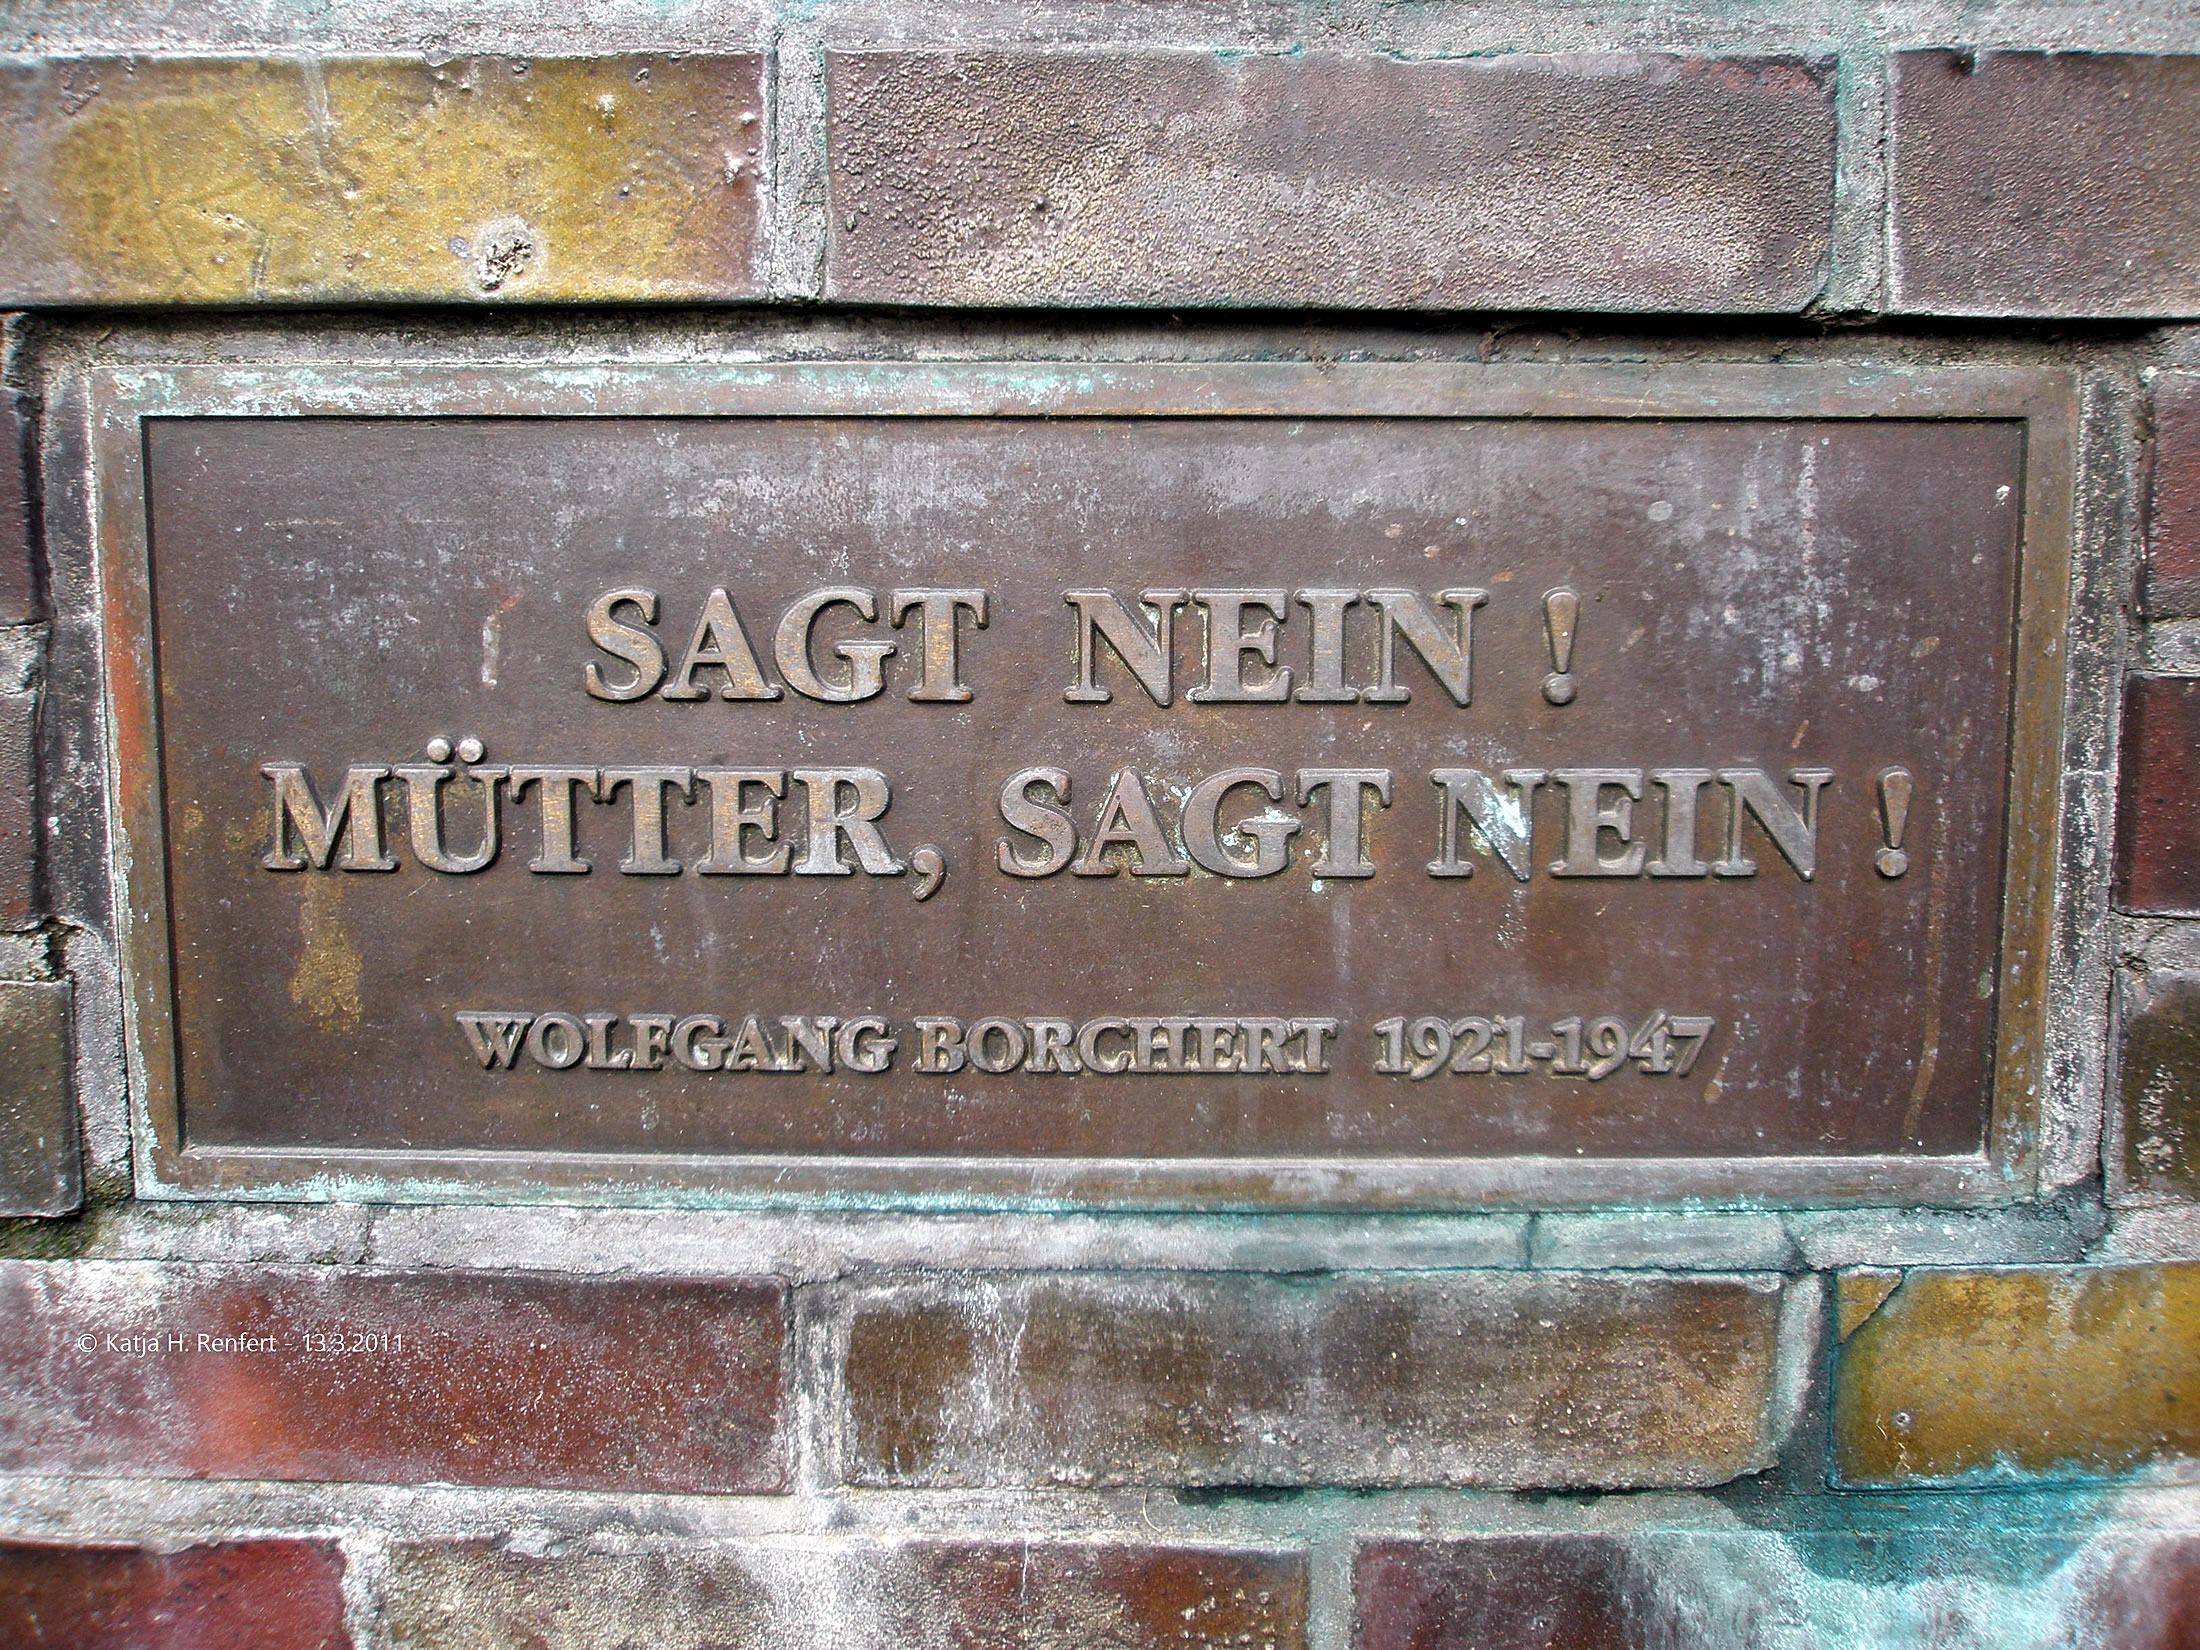 SAGT NEIN !
MÜTTER, SAGT NEIN !
WOLFGANG BORCHERT 1921-1947
© Katja H. Renfert - 13.3.2011